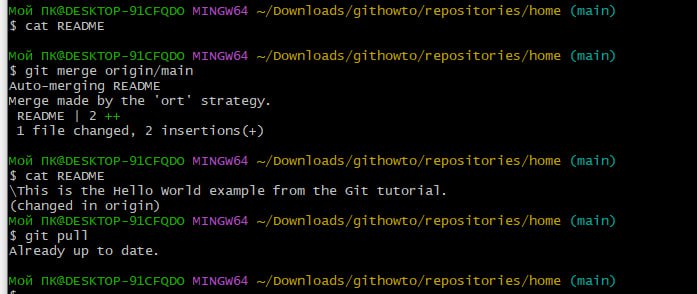 Мой ПК@DESKTOP-91CFQDO MINGW64 ~/Downloads/githowto/repositories/home (main)
$ cat README
Мой ПК@DESKTOP-91CFQDO MINGW64 ~/Downloads/githowto/repositories/home (main)
$ git merge origin/main
Auto-merging README
Merge made by the 'ort' strategy.
README | 2 ++
1 file changed, 2 insertions(+)
Мой ПК@DESKTOP-91CFQDO MINGW64 ~/Downloads/githowto/repositories/home (main)
$ cat README
\This is the Hello World example from the Git tutorial.
(changed in origin)
Мой ПК@DESKTOP-91CFQDO MINGW64 ~/Downloads/githowto/repositories/home (main)
$ git pull
Already up to date.
Мой ПК@DESKTOP-91CFQDO MINGW64 ~/Downloads/githowto/repositories/home (main)
$